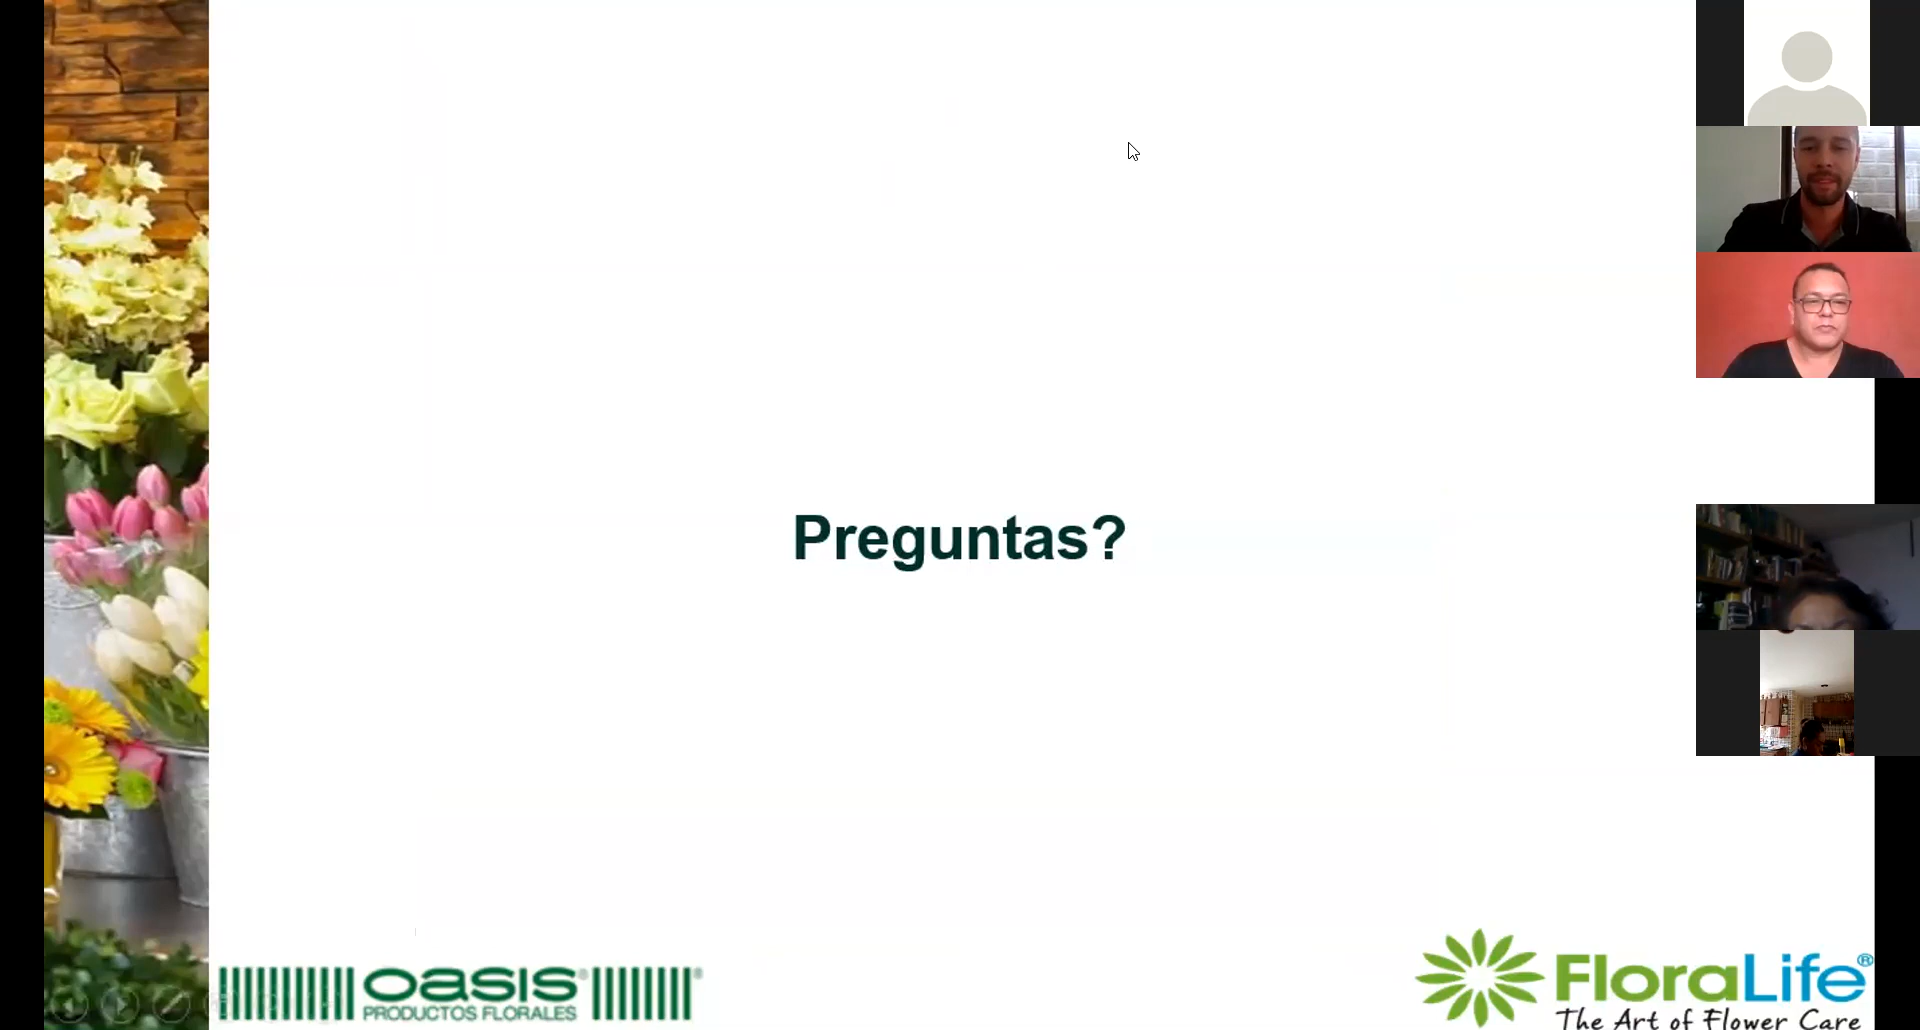 Preguntas?
OASIS®
PRODUCTOS FLORALES
®
FloraLife®
The Art of Flower Care